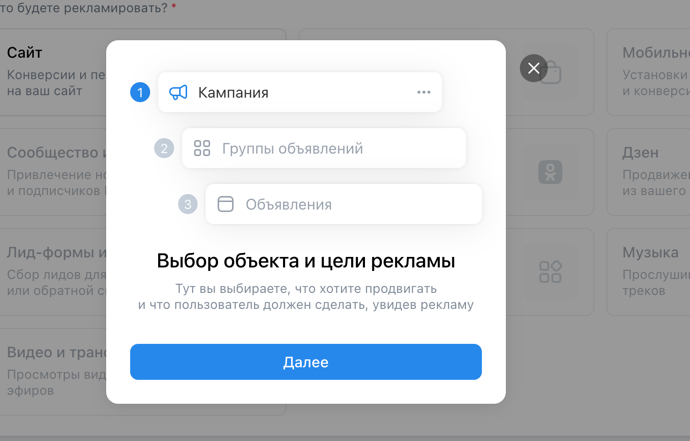 то будете рекламировать? *
Сайт
Конверсии и
на ваш сайт
Мобильн
Установки
и конверси
Сообщество и
Привлечение но
и подписчиков
Дзен
Продвижен
из вашего
Лид-формы и
Сбор лидов для
или обратной с
Музыка
Прослуши
треков
Видео и тран
Просмотры вид
эфиров
1
Кампания
2
Группы объявлений
3
Объявления
Выбор объекта и цели рекламы
Тут вы выбираете, что хотите продвигать
и что пользователь должен сделать, увидев рекламу
Далее